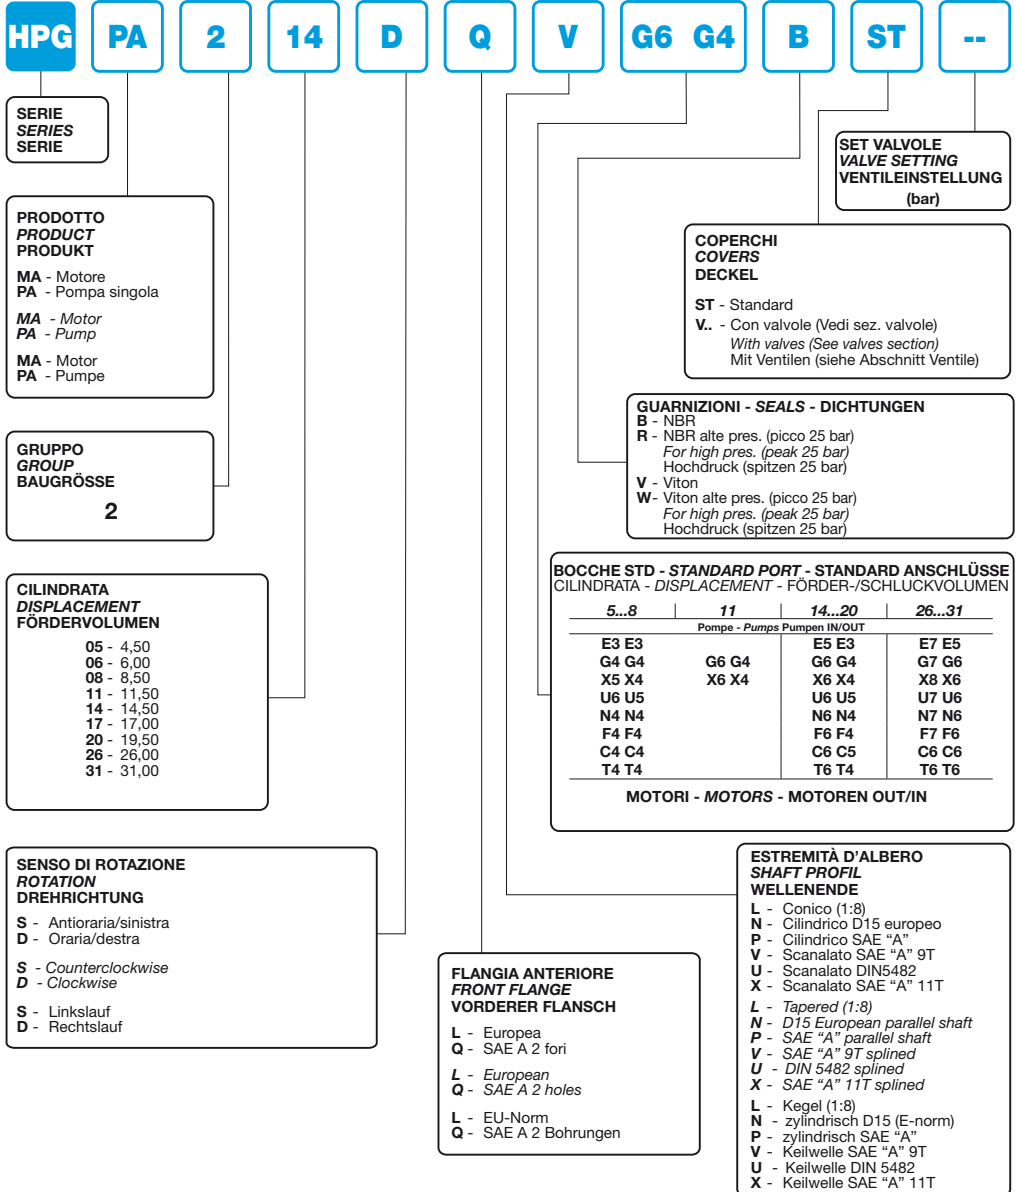 HPG PA 2 14 D Q V G6 G4 B ST --
SERIE
SERIES
SERIE
SET VALVOLE
VALVE SETTING
VENTILEINSTELLUNG
(bar)
PRODOTTO
PRODUCT
PRODUKT
MA - Motore
PA - Pompa singola
MA - Motor
PA - Pump
MA - Motor
PA - Pumpe
COPERCHI
COVERS
DECKEL
ST - Standard
V.. - Con valvole (Vedi sez. valvole)
With valves (See valves section)
Mit Ventilen (siehe Abschnitt Ventile)
GUARNIZIONI - SEALS - DICHTUNGEN
B - NBR
R - NBR alte pres. (picco 25 bar)
For high pres. (peak 25 bar)
Hochdruck (spitzen 25 bar)
V - Viton
W- Viton alte pres. (picco 25 bar)
For high pres. (peak 25 bar)
Hochdruck (spitzen 25 bar)
GRUPPO
GROUP
BAUGRÖSSE
2
BOCCHE STD - STANDARD PORT - STANDARD ANSCHLÜSSE
CILINDRATA - DISPLACEMENT - FÖRDER-/SCHLUCKVOLUMEN
5...8 11 14...20 26...31
Pompe - Pumps Pumpen IN/OUT
E3 E3 E5 E3 E7 E5
G4 G4 G6 G4 G6 G4 G7 G6
X5 X4 X6 X4 X6 X4 X8 X6
U6 U5 U6 U5 U7 U6
N4 N4 N6 N4 N7 N6
F4 F4 F6 F4 F7 F6
C4 C4 C6 C5 C6 C6
T4 T4 T6 T4 T6 T6
MOTORI - MOTORS - MOTOREN OUT/IN
CILINDRATA
DISPLACEMENT
FÖRDERVOLUMEN
05 - 4,50
06 - 6,00
08 - 8,50
11 - 11,50
14 - 14,50
17 - 17,00
20 - 19,50
26 - 26,00
31 - 31,00
SENSO DI ROTAZIONE
ROTATION
DREHRICHTUNG
S - Antioraria/sinistra
D - Oraria/destra
S - Counterclockwise
D - Clockwise
S - Linkslauf
D - Rechtslauf
FLANGIA ANTERIORE
FRONT FLANGE
VORDERER FLANSCH
L - Europea
Q - SAE A 2 fori
L - European
Q - SAE A 2 holes
L - EU-Norm
Q - SAE A 2 Bohrungen
ESTREMITÀ D'ALBERO
SHAFT PROFIL
WELLENENDE
L - Conico (1:8)
N - Cilindrico D15 europeo
P - Cilindrico SAE “A”
V - Scanalato SAE “A” 9T
U - Scanalato DIN5482
X - Scanalato SAE “A” 11T
L - Tapered (1:8)
N - D15 European parallel shaft
P - SAE “A” parallel shaft
V - SAE “A” 9T splined
U - DIN 5482 splined
X - SAE “A” 11T splined
L - Kegel (1:8)
N - zylindrisch D15 (E-norm)
P - zylindrisch SAE “A”
V - Keilwelle SAE “A” 9T
U - Keilwelle DIN 5482
X - Keilwelle SAE “A” 11T